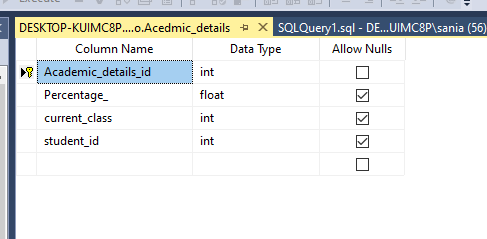 DESKTOP-KUIMC8P....o.Acedmic_details SQLQuery1.sql - DE...UIMC8P\sania (56)
Column Name Data Type Allow Nulls
Academic_details_id int
Percentage_ float
current_class int
student_id int